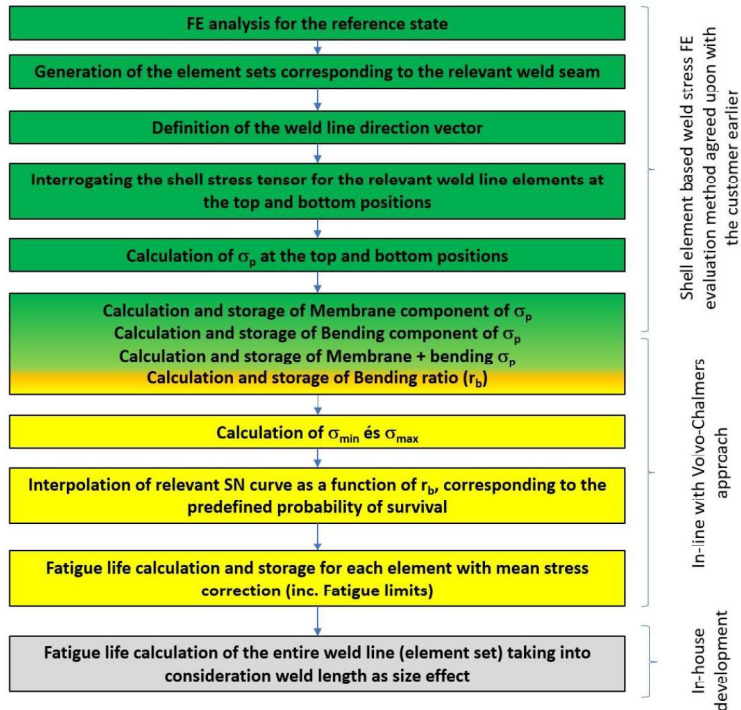 FE analysis for the reference state
Generation of the element sets corresponding to the relevant weld seam
Definition of the weld line direction vector
Interrogating the shell stress tensor for the relevant weld line elements at
the top and bottom positions
Calculation of σp at the top and bottom positions
Calculation and storage of Membrane component of σp
Calculation and storage of Bending component of σp
Calculation and storage of Membrane + bending σp
Calculation and storage of Bending ratio (rb)
Calculation of σmin és σmax
Interpolation of relevant SN curve as a function of rb, corresponding to the
predefined probability of survival
Fatigue life calculation and storage for each element with mean stress
correction (inc. Fatigue limits)
Fatigue life calculation of the entire weld line (element set) taking into
consideration weld length as size effect
Shell element based weld stress FE
evaluation method agreed upon with
the customer earlier
In-line with Volvo-Chalmers
approach
In-house
development